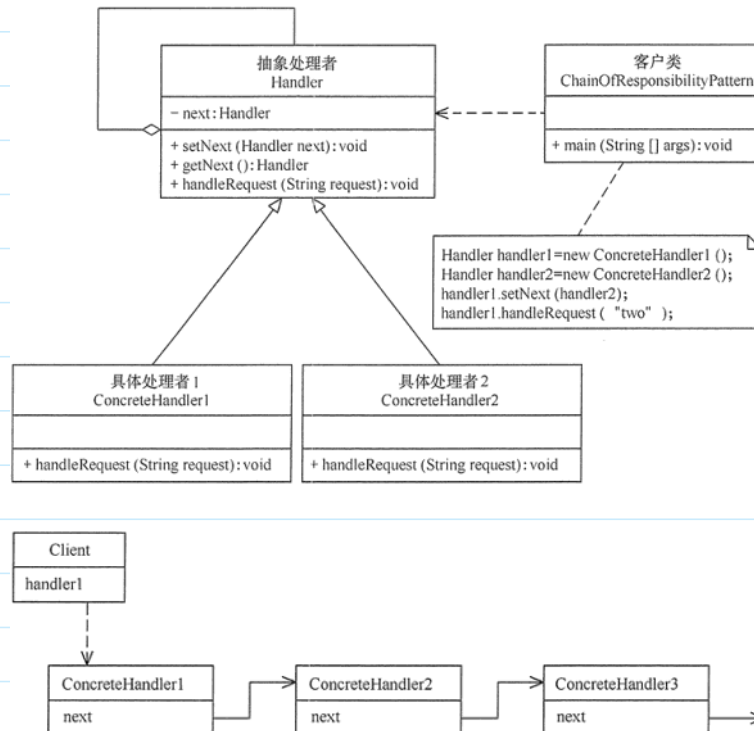 抽象处理者
Handler
- next:Handler
+ setNext (Handler next):void
+ getNext ():Handler
+ handleRequest (String request):void
客户类
ChainOfResponsibilityPattern
+ main (String [] args):void
Handler handler1=new ConcreteHandler1 ();
Handler handler2=new ConcreteHandler2 ();
handler1.setNext (handler2);
handler1.handleRequest ( "two" );
具体处理者1
ConcreteHandler1
+ handleRequest (String request):void
具体处理者2
ConcreteHandler2
+ handleRequest (String request):void
Client
handler1
ConcreteHandler1
next
ConcreteHandler2
next
ConcreteHandler3
next